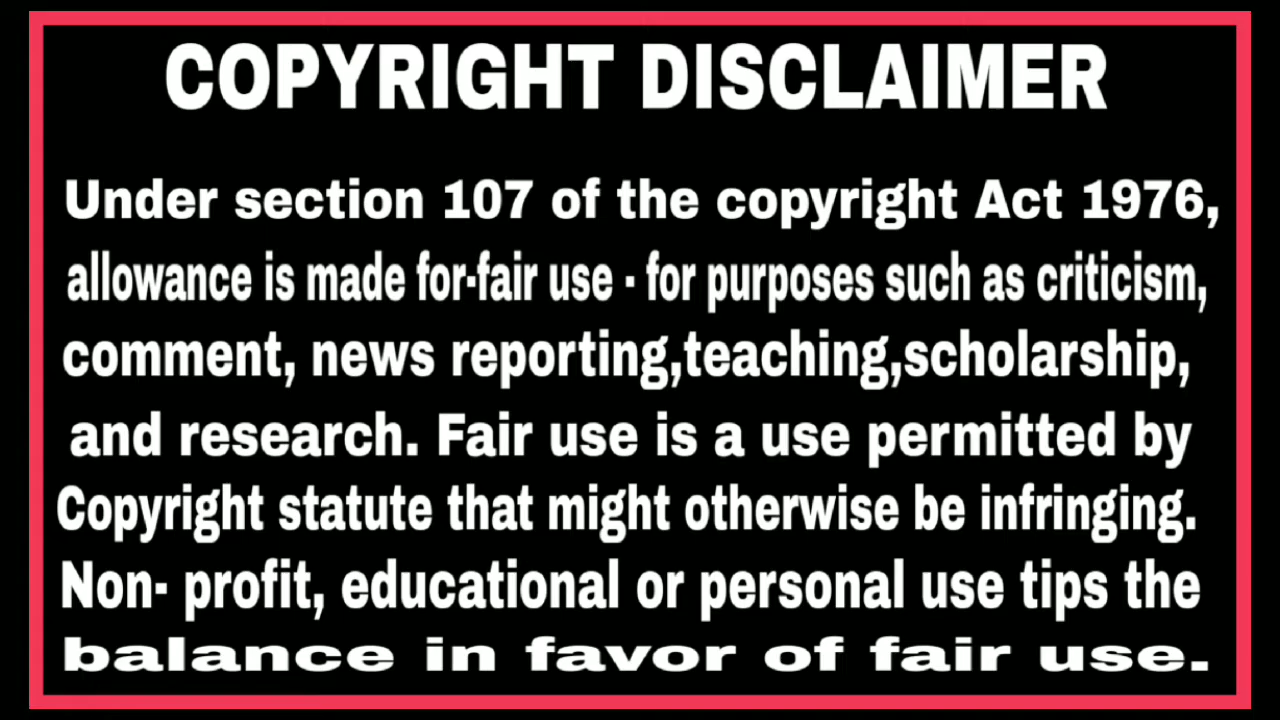 COPYRIGHT DISCLAIMER
Under section 107 of the copyright Act 1976,
allowance is made for-fair use - for purposes such as criticism,
comment, news reporting,teaching,scholarship,
and research. Fair use is a use permitted by
Copyright statute that might otherwise be infringing.
Non- profit, educational or personal use tips the
balance in favor of fair use.